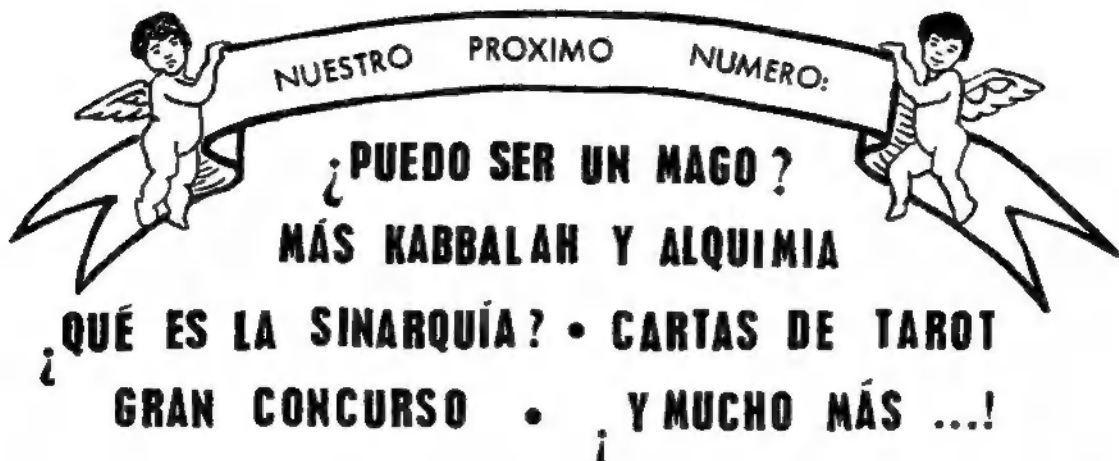 NUESTRO PROXIMO NUMERO:
¿PUEDO SER UN MAGO?
MÁS KABBALAH Y ALQUIMIA
¿QUÉ ES LA SINARQUÍA? • CARTAS DE TAROT
GRAN CONCURSO • ¡Y MUCHO MÁS ...!